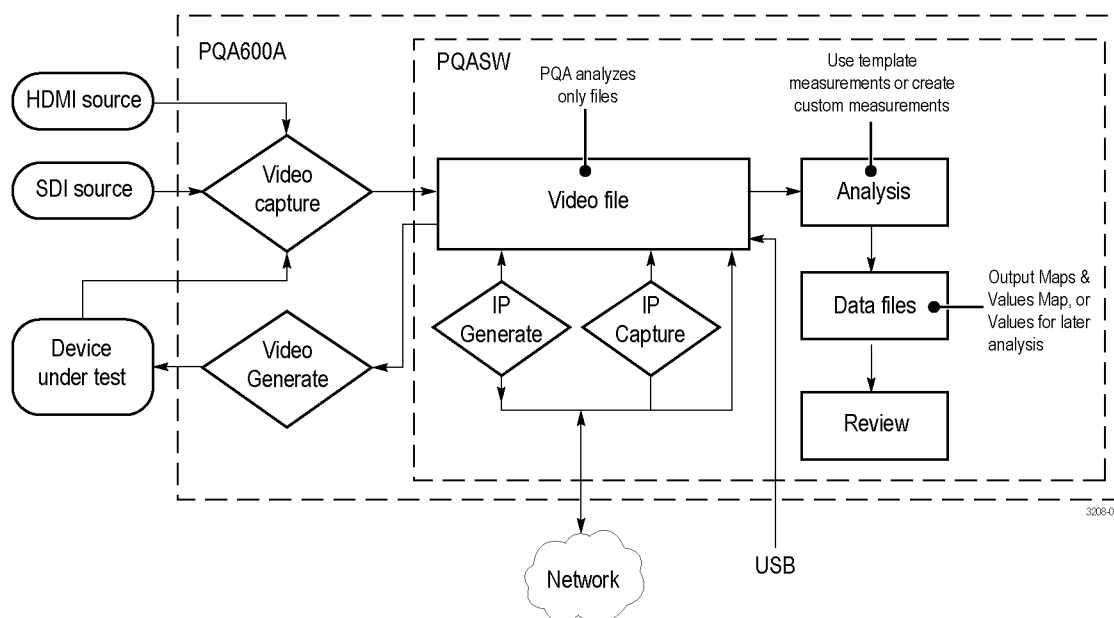 PQA600A
PQASW
HDMI source
SDI source
Video
capture
PQA analyzes
only files
Video file
Use template
measurements or create
custom measurements
Analysis
Data files
Output Maps &
Values Map, or
Values for later
analysis
Review
IP
Generate
IP
Capture
Video
Generate
Device
under test
Network
USB